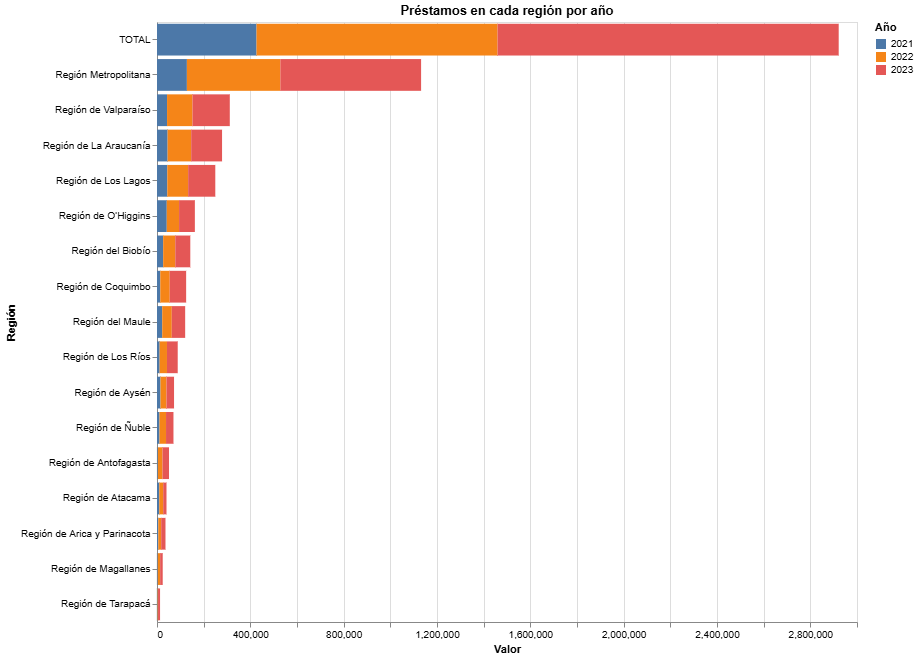 Préstamos en cada región por año
Año
2021
2022
2023
Región
TOTAL
Región Metropolitana
Región de Valparaíso
Región de La Araucanía
Región de Los Lagos
Región de O'Higgins
Región del Biobío
Región de Coquimbo
Región del Maule
Región de Los Ríos
Región de Aysén
Región de Ñuble
Región de Antofagasta
Región de Atacama
Región de Arica y Parinacota
Región de Magallanes
Región de Tarapacá
0 400,000 800,000 1,200,000 1,600,000 2,000,000 2,400,000 2,800,000
Valor